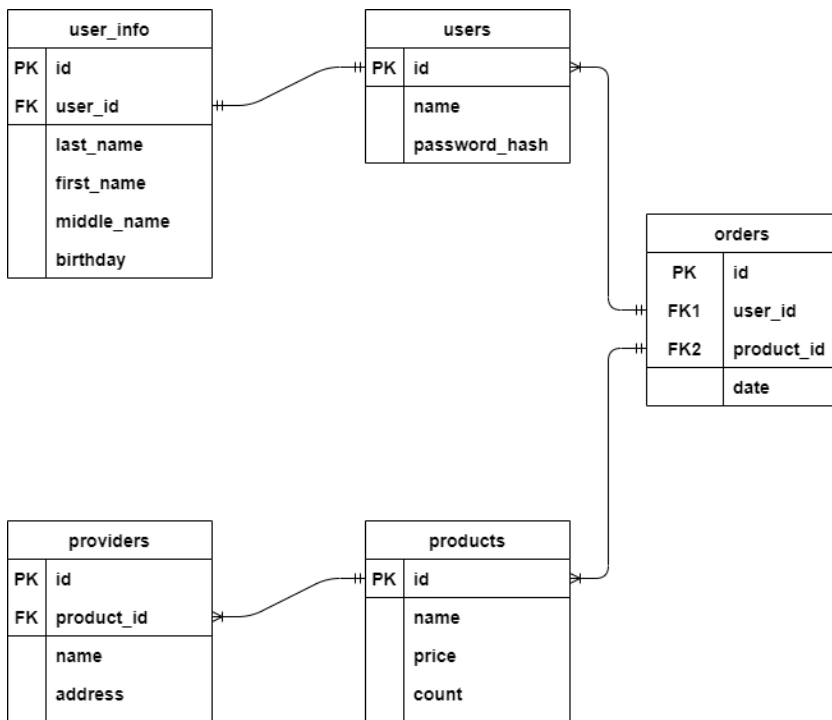 user_info
PK id
FK user_id
last_name
first_name
middle_name
birthday
users
PK id
name
password_hash
orders
PK id
FK1 user_id
FK2 product_id
date
providers
PK id
FK product_id
name
address
products
PK id
name
price
count